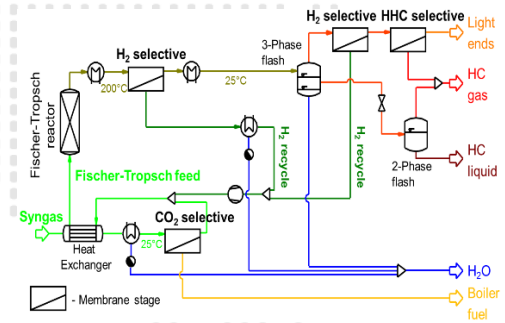 H₂ selective HHC selective
Light
ends
3-Phase
flash
H₂ selective
200°C
25°C
HC
gas
Fischer-Tropsch
reactor
H₂ recycle
H₂ recycle
2-Phase
flash
HC
liquid
Fischer-Tropsch feed
Syngas
CO₂ selective
25°C
Heat
Exchanger
H₂O
- Membrane stage
Boiler
fuel